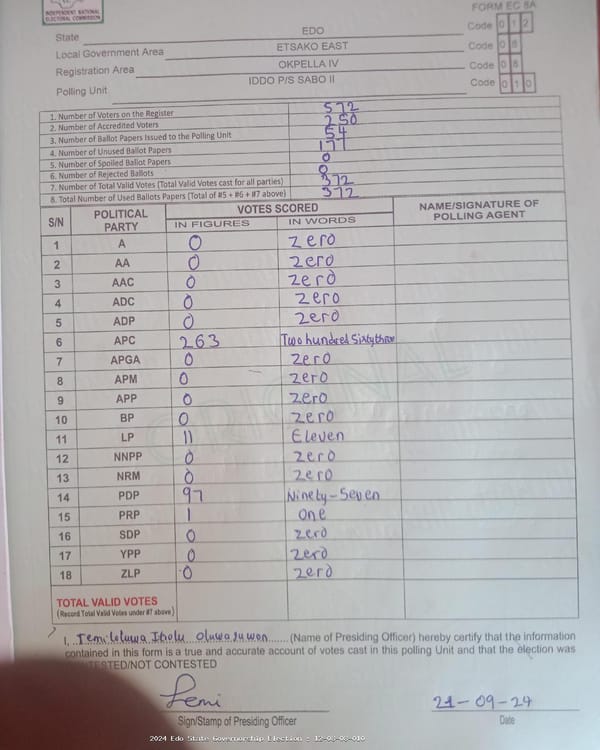 INDEPENDENT NATIONAL
ELECTORAL COMMISSION
FORM EC 8A
State EDO Code 0 1 2
Local Government Area ETSAKO EAST Code 0 8
Registration Area OKPELLA IV Code 0 8
Polling Unit IDDO P/S SABO II Code 0 1 0
1. Number of Voters on the Register 572
2. Number of Accredited Voters 250
3. Number of Ballot Papers Issued to the Polling Unit 54
4. Number of Unused Ballot Papers 177
5. Number of Spoiled Ballot Papers 0
6. Number of Rejected Ballots 0
7. Number of Total Valid Votes (Total Valid Votes cast for all parties) 372
8. Total Number of Used Ballots Papers (Total of #5 + #6 + #7 above) 372
S/N POLITICAL PARTY VOTES SCORED NAME/SIGNATURE OF POLLING AGENT
IN FIGURES IN WORDS
1 A 0 zero
2 AA 0 zero
3 AAC 0 zero
4 ADC 0 zero
5 ADP 0 zero
6 APC 263 Two hundred Sixty three
7 APGA 0 zero
8 APM 0 zero
9 APP 0 zero
10 BP 0 zero
11 LP 11 Eleven
12 NNPP 0 zero
13 NRM 0 zero
14 PDP 97 Ninety-Seven
15 PRP 1 one
16 SDP 0 zero
17 YPP 0 zero
18 ZLP 0 zero
TOTAL VALID VOTES
(Record Total Valid Votes under #7 above)
I, (Name of Presiding Officer) hereby certify that the information
contained in this form is a true and accurate account of votes cast in this polling Unit and that the election was
TESTED/NOT CONTESTED
Temi 21-09-24
Sign/Stamp of Presiding Officer Date
2024 Edo State Governorship Election : 12-08-08-010
ORIGINAL